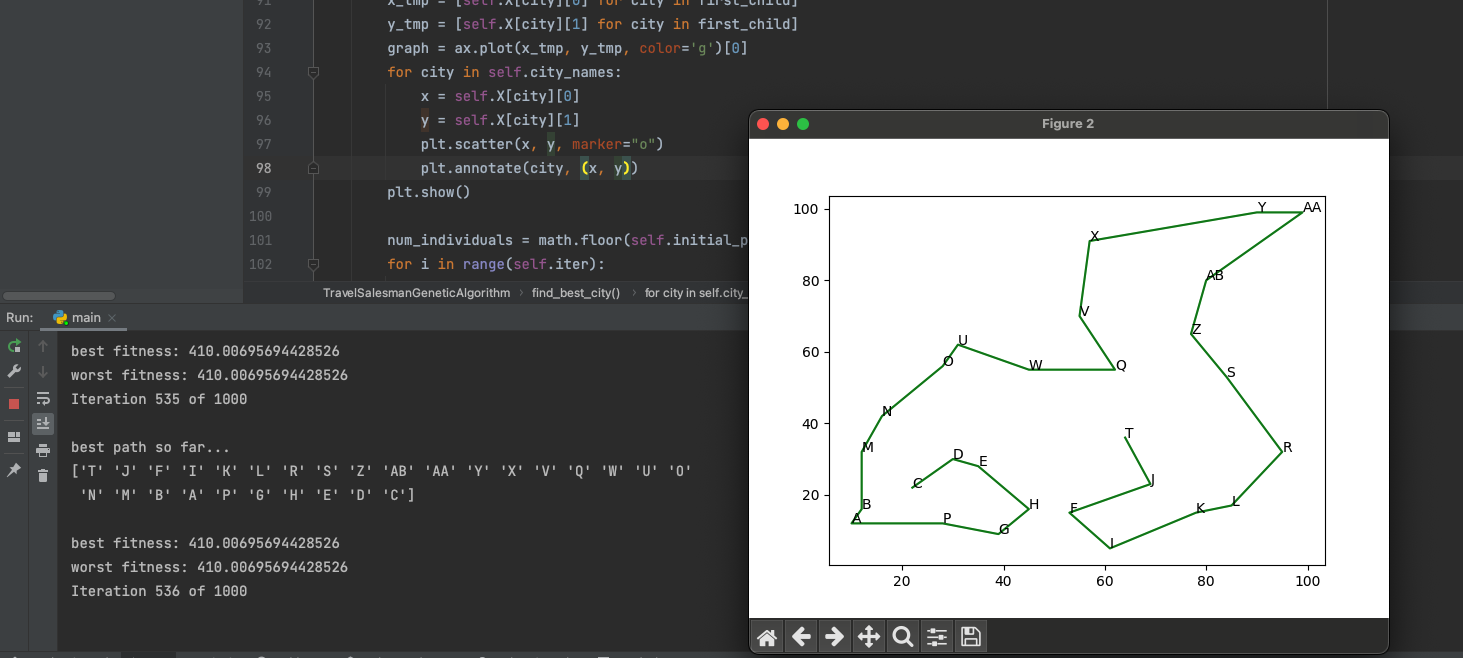 91 x_tmp = [self.X[city][0] for city in first_child]
92 y_tmp = [self.X[city][1] for city in first_child]
93 graph = ax.plot(x_tmp, y_tmp, color='g')[0]
94 for city in self.city_names:
95 x = self.X[city][0]
96 y = self.X[city][1]
97 plt.scatter(x, y, marker="o")
98 plt.annotate(city, (x, y))
99 plt.show()
100
101 num_individuals = math.floor(self.initial_p
102 for i in range(self.iter):
TravelSalesmanGeneticAlgorithm › find_best_city() › for city in self.city_
Run: main ×
best fitness: 410.00695694428526
worst fitness: 410.00695694428526
Iteration 535 of 1000
best path so far...
['T' 'J' 'F' 'I' 'K' 'L' 'R' 'S' 'Z' 'AB' 'AA' 'Y' 'X' 'V' 'Q' 'W' 'U' 'O'
'N' 'M' 'B' 'A' 'P' 'G' 'H' 'E' 'D' 'C']
best fitness: 410.00695694428526
worst fitness: 410.00695694428526
Iteration 536 of 1000
Figure 2
100 Y AA
X
80 AB
V
Z
60 U
O W Q
S
40 N
T
M R
D E
C J
20 B H L
A P F K
G
I
20 40 60 80 100